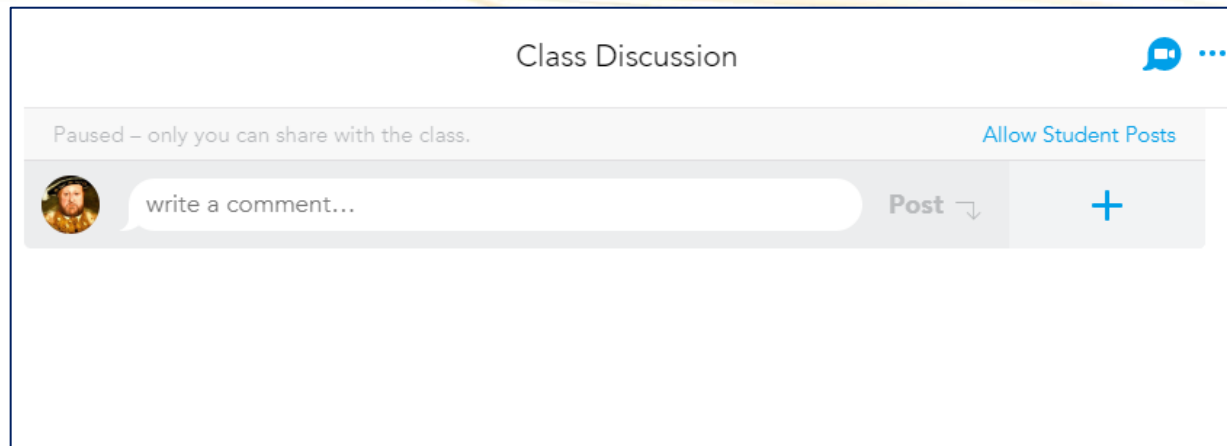 Class Discussion
Paused – only you can share with the class.
Allow Student Posts
write a comment...
Post